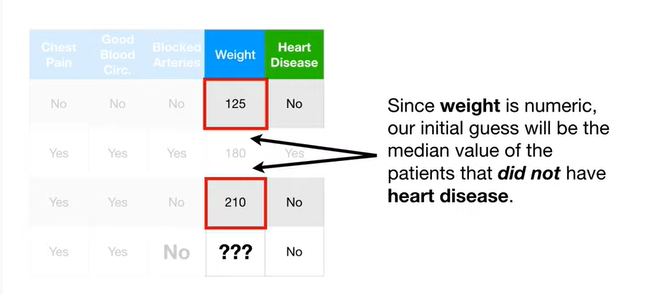 Chest Pain Good Blood Circ. Blocked Arteries Weight Heart Disease
No No No 125 No
Yes Yes Yes 180 Yes
Yes Yes No 210 No
Yes Yes No ??? No
Since weight is numeric,
our initial guess will be the
median value of the
patients that did not have
heart disease.